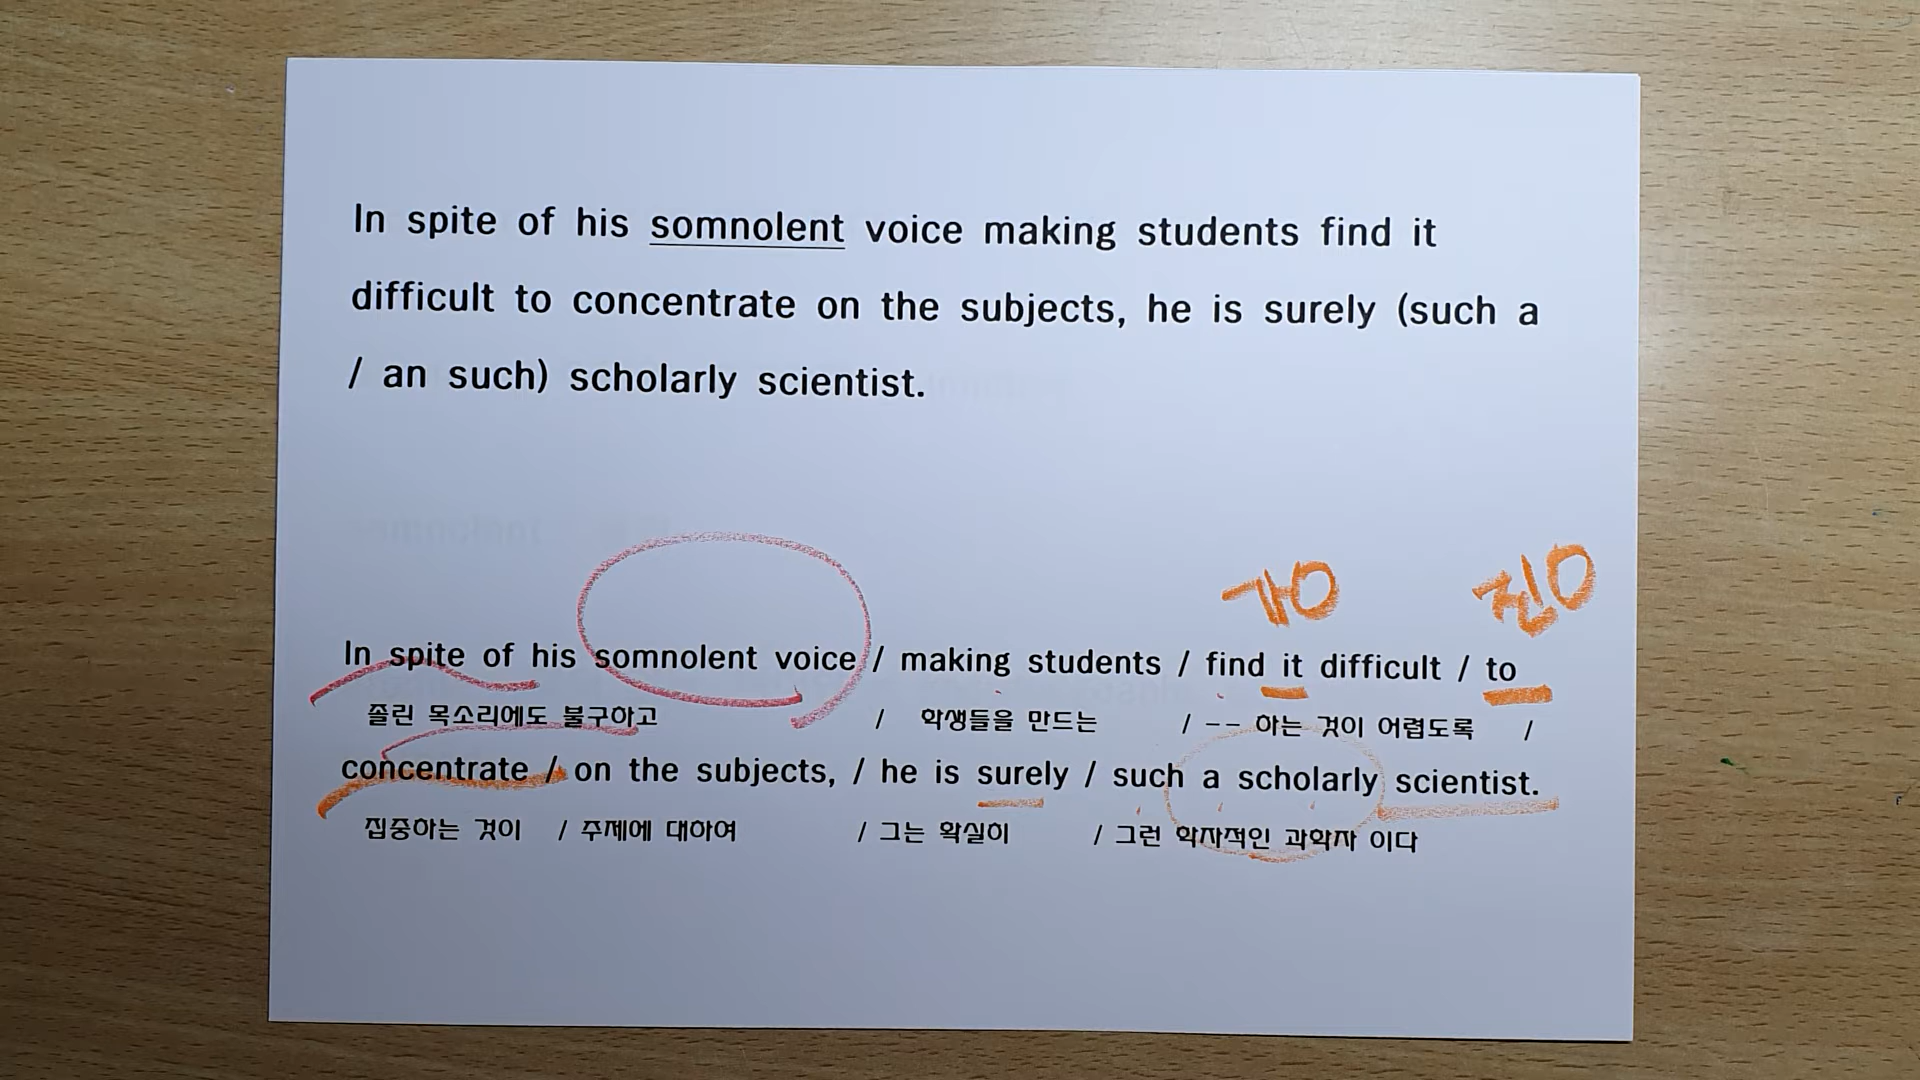 In spite of his somnolent voice making students find it
difficult to concentrate on the subjects, he is surely (such a
/ an such) scholarly scientist.
가O 진O
In spite of his somnolent voice / making students / find it difficult / to
졸린 목소리에도 불구하고 / 학생들을 만드는 / -- 하는 것이 어렵도록 /
concentrate / on the subjects, / he is surely / such a scholarly scientist.
집중하는 것이 / 주제에 대하여 / 그는 확실히 / 그런 학자적인 과학자 이다